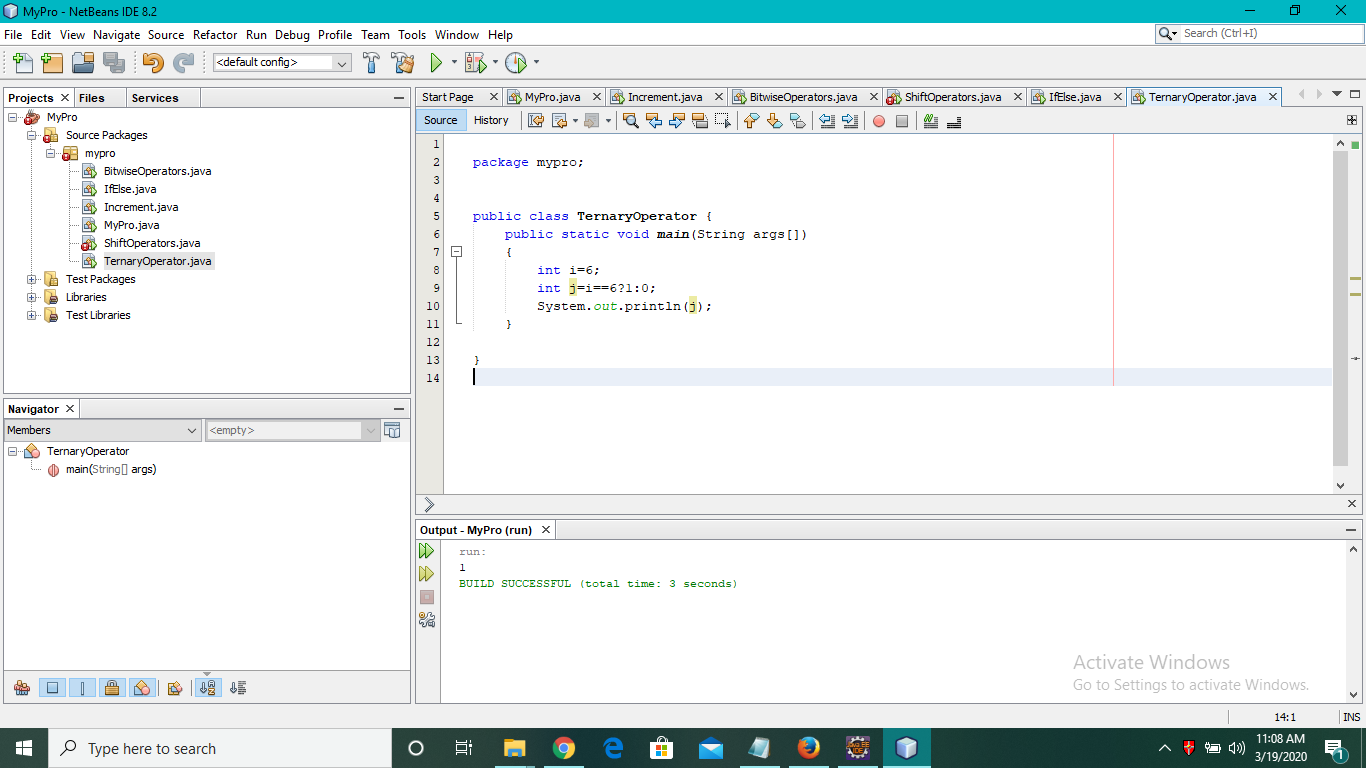 MyPro - NetBeans IDE 8.2
File Edit View Navigate Source Refactor Run Debug Profile Team Tools Window Help
Search (Ctrl+I)
<default config>
Projects Files Services
MyPro
Source Packages
mypro
BitwiseOperators.java
IfElse.java
Increment.java
MyPro.java
ShiftOperators.java
TernaryOperator.java
Test Packages
Libraries
Test Libraries
Navigator
Members <empty>
TernaryOperator
main(String[] args)
Start Page MyPro.java Increment.java BitwiseOperators.java ShiftOperators.java IfElse.java TernaryOperator.java
Source History
1
2 package mypro;
3
4
5 public class TernaryOperator {
6 public static void main(String args[])
7 {
8 int i=6;
9 int j=i==6?1:0;
10 System.out.println(j);
11 }
12
13 }
14
Output - MyPro (run)
run:
1
BUILD SUCCESSFUL (total time: 3 seconds)
Activate Windows
Go to Settings to activate Windows.
14:1 INS
Type here to search
11:08 AM
3/19/2020
1